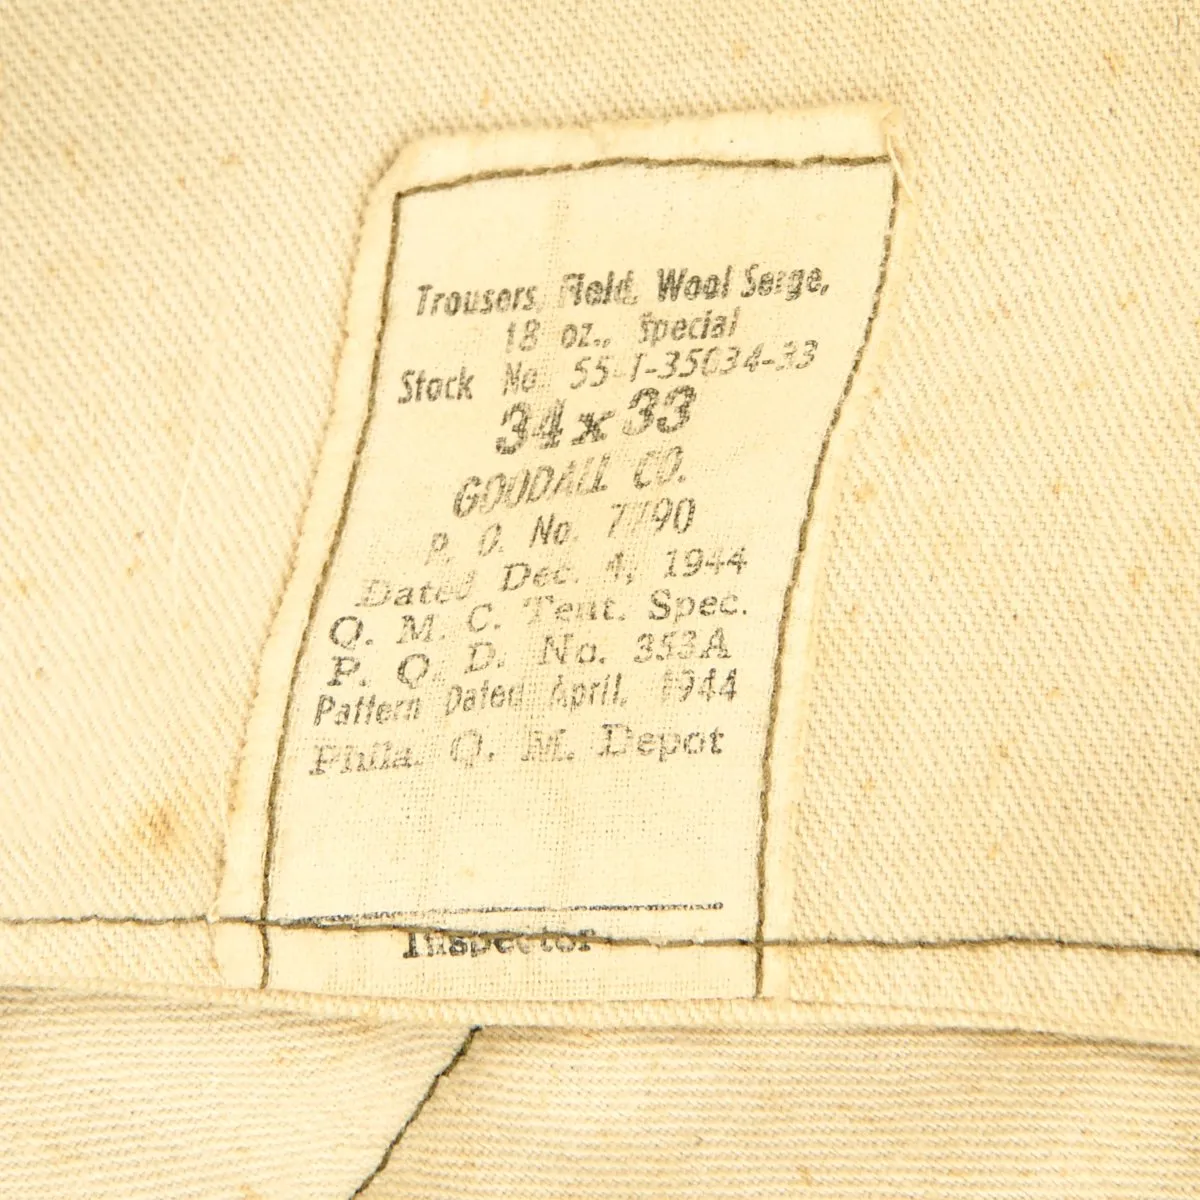 Trousers, Field, Wool Serge,
18 oz., Special
Stock No. 55-T-35034-33
34 x 33
GOODALL CO.
P. O. No. 7790
Dated Dec. 4, 1944
Q. M. C. Tent. Spec.
P. Q. D. No. 353A
Pattern Dated April, 1944
Phila. Q. M. Depot
Inspector